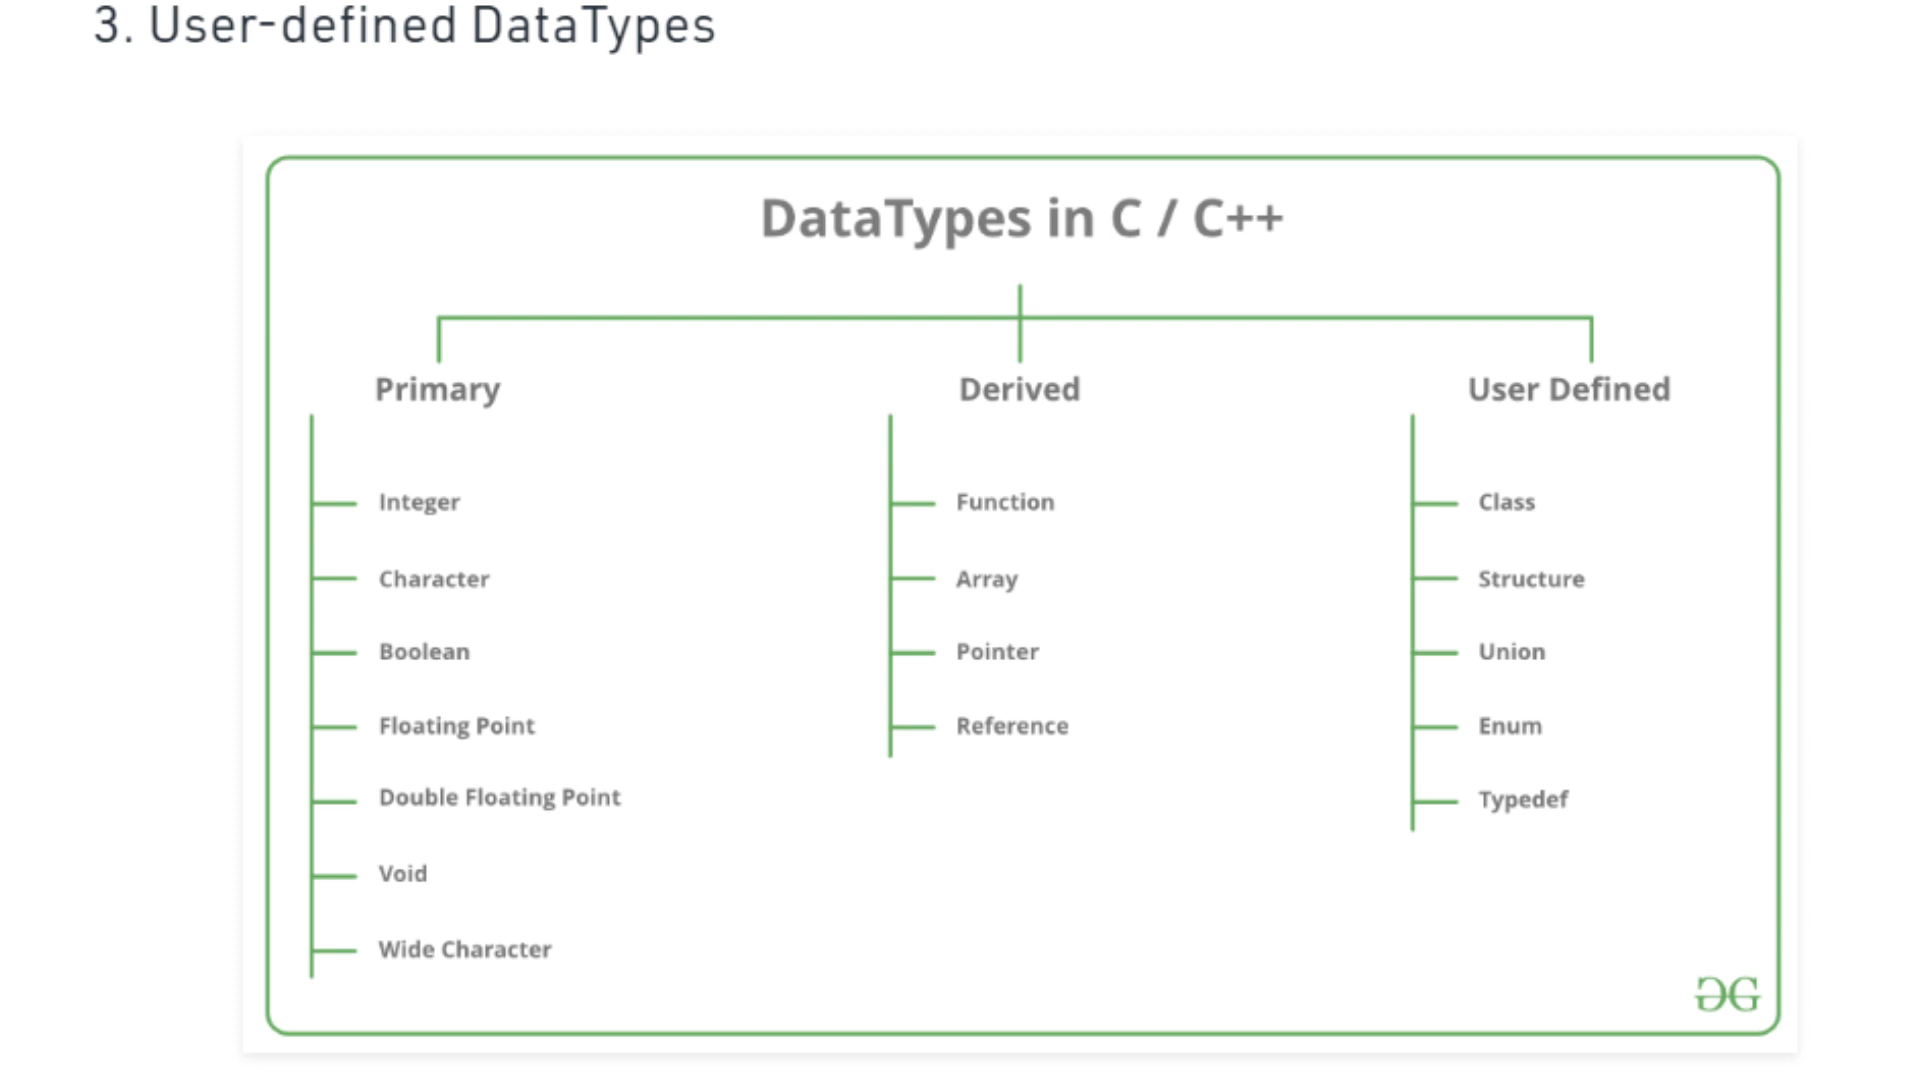 3. User-defined DataTypes
DataTypes in C / C++
Primary
Integer
Character
Boolean
Floating Point
Double Floating Point
Void
Wide Character
Derived
Function
Array
Pointer
Reference
User Defined
Class
Structure
Union
Enum
Typedef